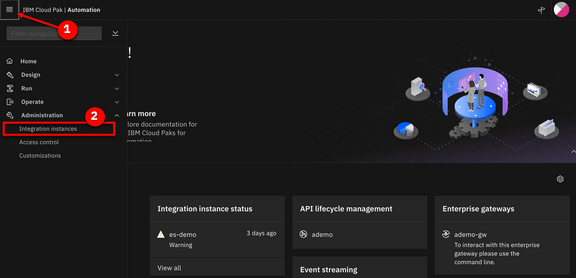 IBM Cloud Pak | Automation
1
Filter navigation
!
Home
Design
Run
Operate
Administration
2
Integration instances
Access control
Customizations
arn more
lore documentation for
IBM Cloud Paks for
Integration instance status
es-demo
3 days ago
Warning
View all
API lifecycle management
ademo
Event streaming
Enterprise gateways
ademo-gw
To interact with this enterprise
gateway please use the
command line.